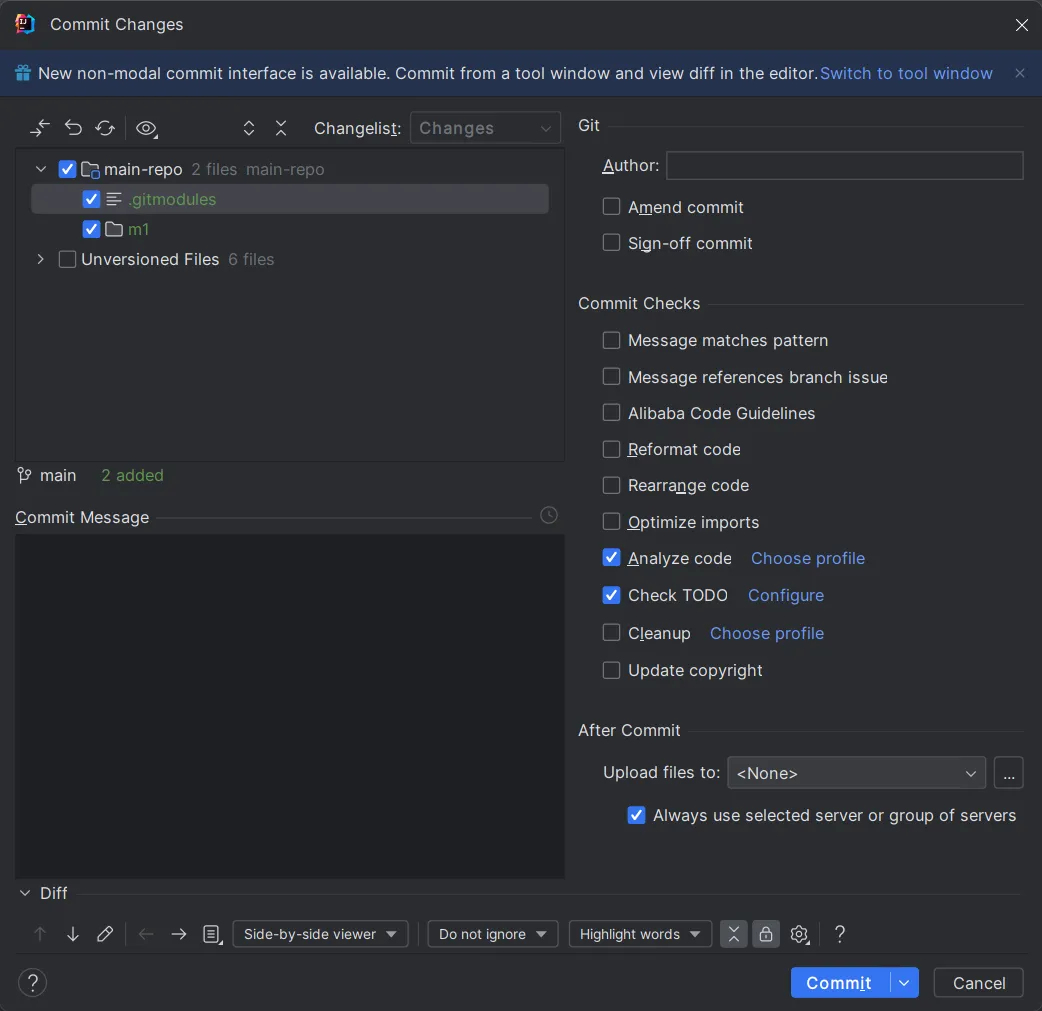 Commit Changes
New non-modal commit interface is available. Commit from a tool window and view diff in the editor. Switch to tool window
Changelist: Changes
main-repo 2 files main-repo
.gitmodules
m1
Unversioned Files 6 files
main 2 added
Commit Message
Git
Author:
Amend commit
Sign-off commit
Commit Checks
Message matches pattern
Message references branch issue
Alibaba Code Guidelines
Reformat code
Rearrange code
Optimize imports
Analyze code Choose profile
Check TODO Configure
Cleanup Choose profile
Update copyright
After Commit
Upload files to: <None> ...
Always use selected server or group of servers
Diff
Side-by-side viewer Do not ignore Highlight words ?
? Commit Cancel